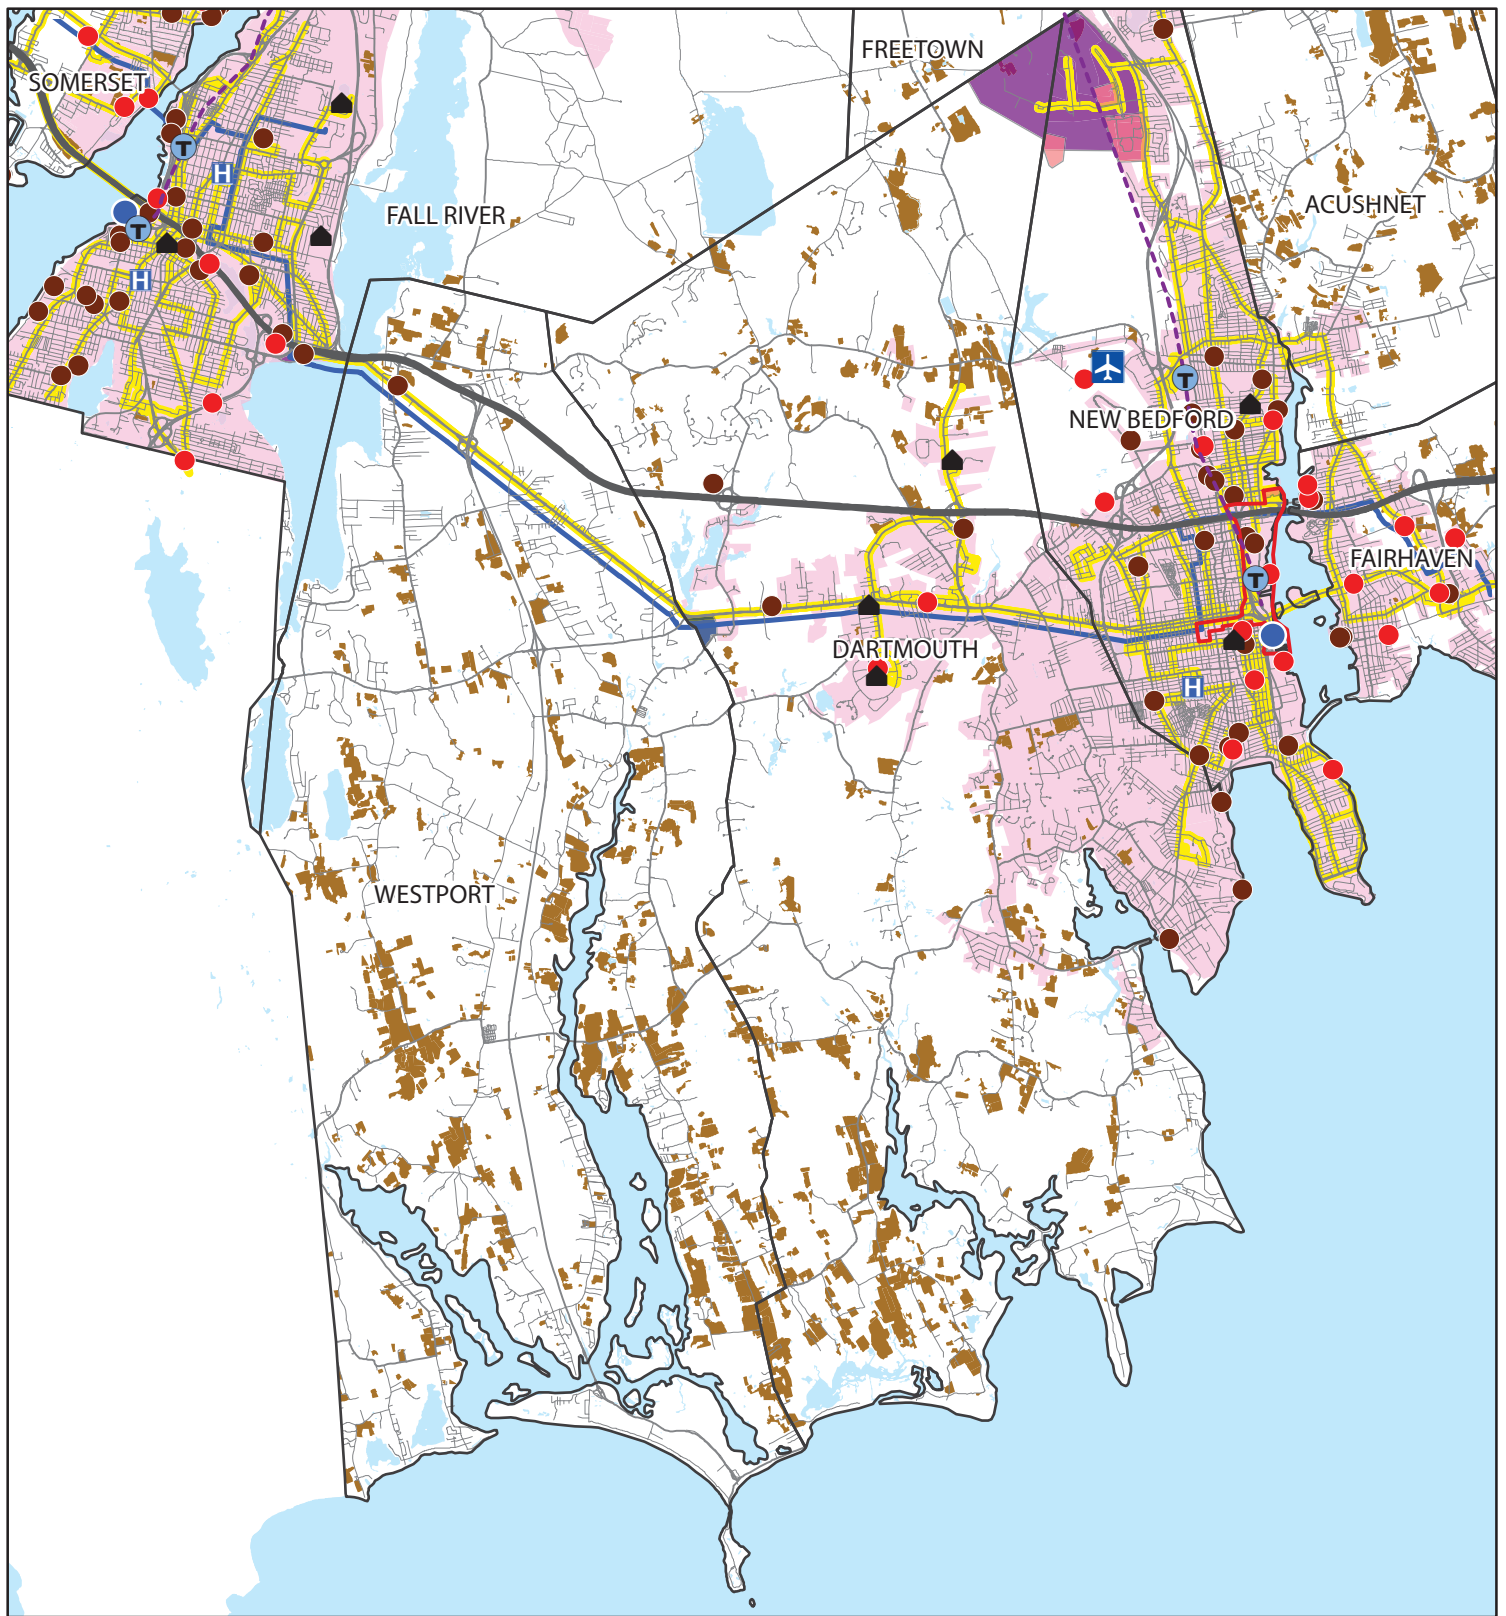 FREETOWN
SOMERSET
T
H
ACUSHNET
FALL RIVER
T
H
T
NEW BEDFORD
FAIRHAVEN
T
DARTMOUTH
H
WESTPORT